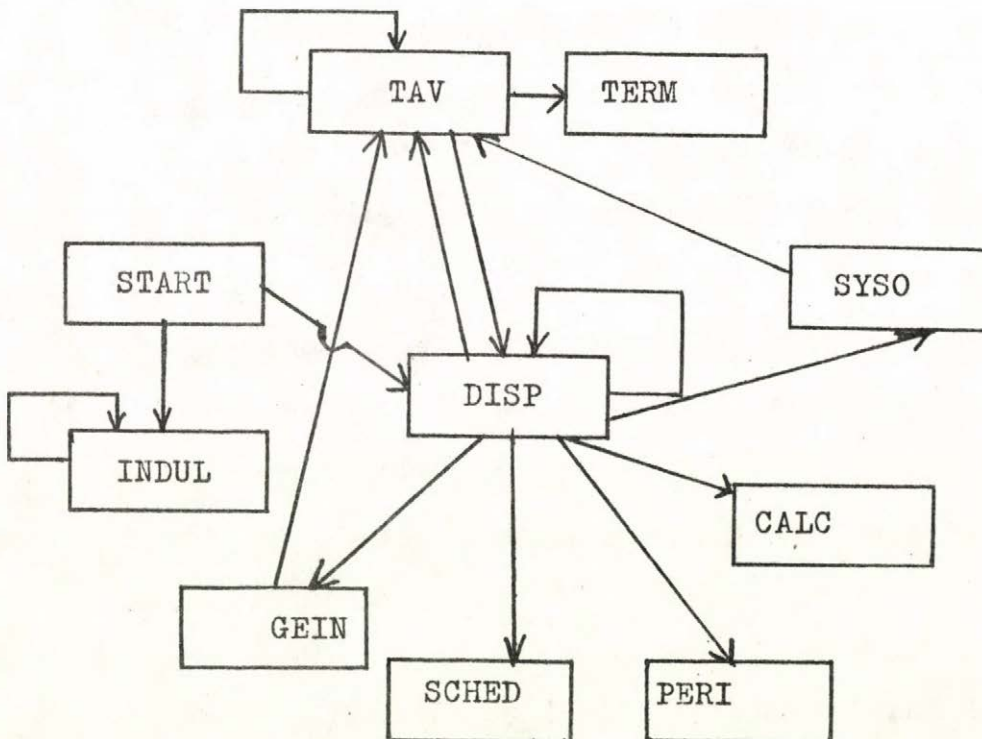 TAV
TERM
START
SYSO
DISP
INDUL
CALC
GEIN
SCHED
PERI